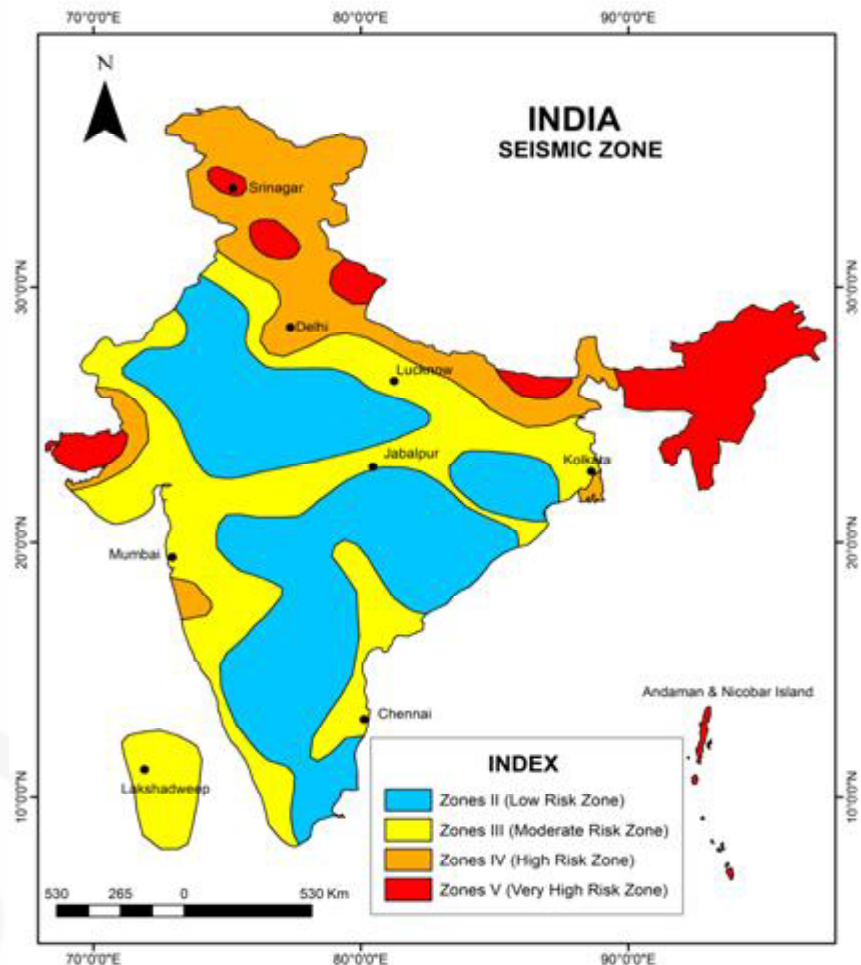 70°0'0"E 80°0'0"E 90°0'0"E
N
INDIA
SEISMIC ZONE
Srinagar
30°0'0"N 30°0'0"N
Delhi
Lucknow
Jabalpur
Kolkata
20°0'0"N 20°0'0"N
Mumbai
Andaman & Nicobar Island
Chennai
Lakshadweep
10°0'0"N 10°0'0"N
INDEX
Zones II (Low Risk Zone)
Zones III (Moderate Risk Zone)
Zones IV (High Risk Zone)
Zones V (Very High Risk Zone)
530 265 0 530 Km
70°0'0"E 80°0'0"E 90°0'0"E